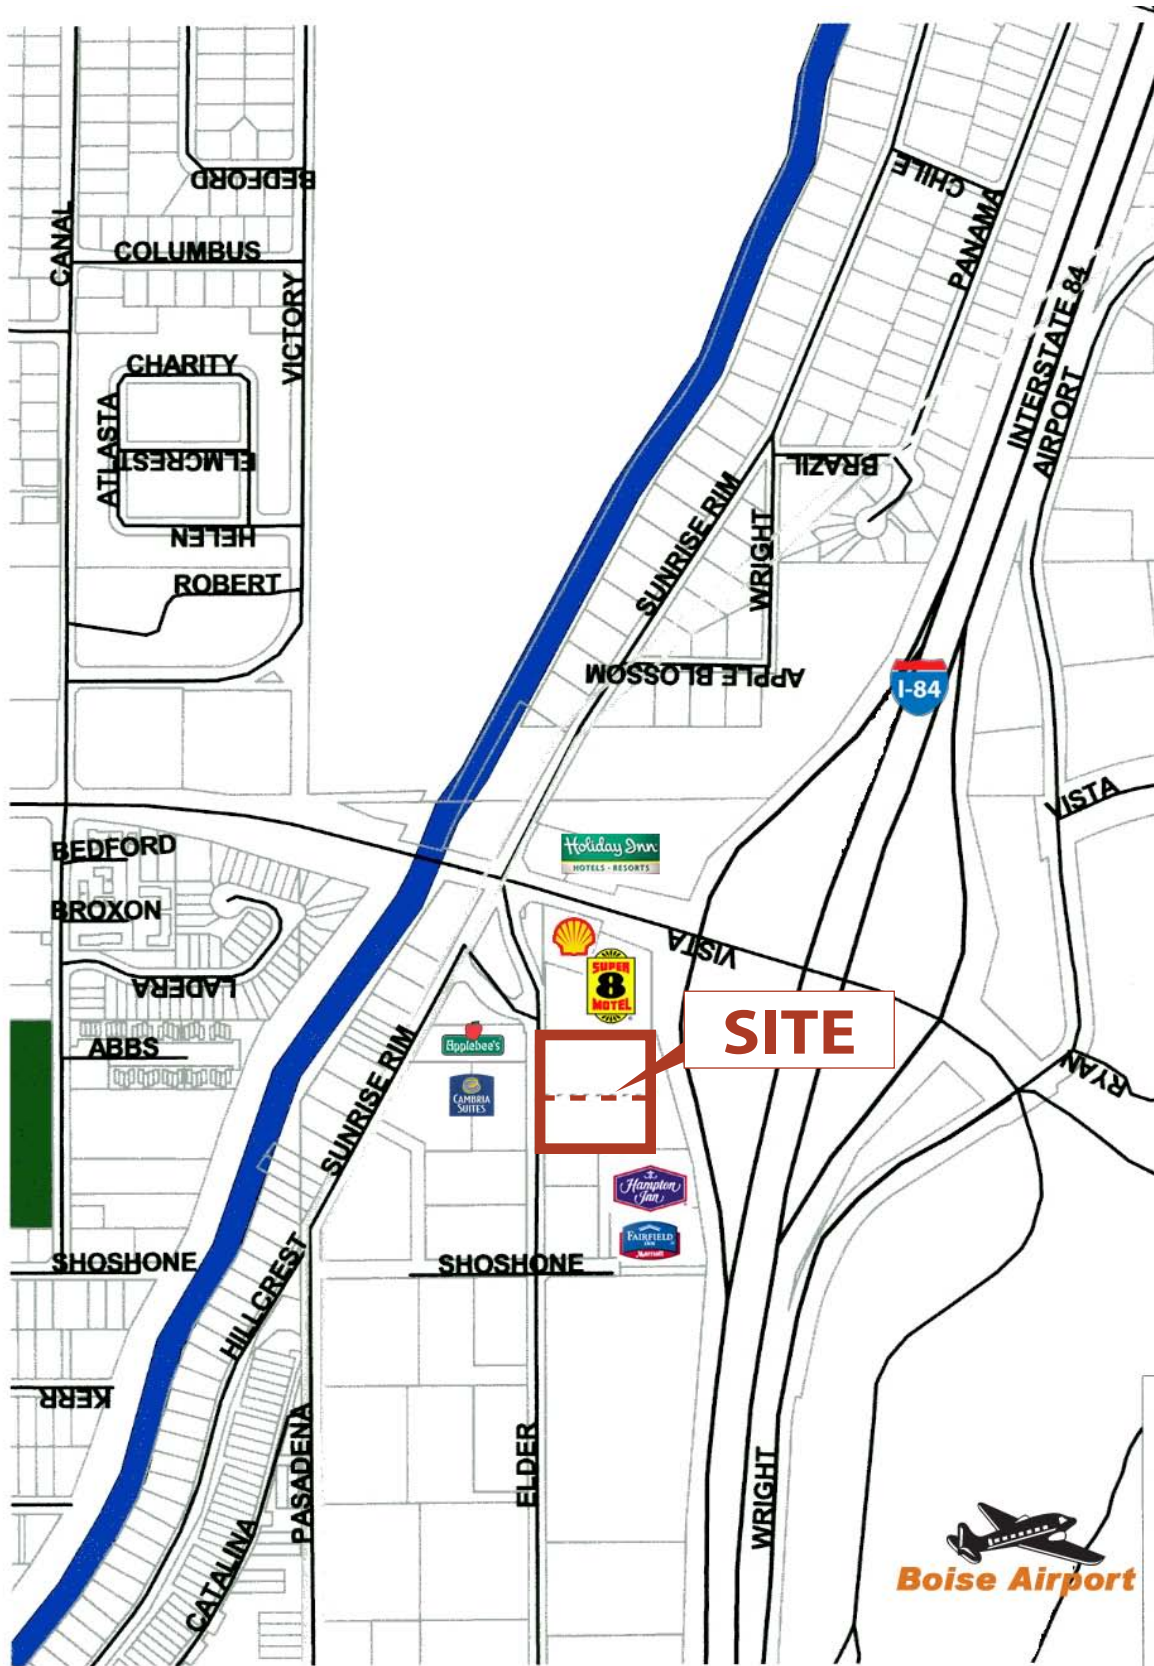 BEDFORD
CHILE
CANAL
COLUMBUS
PANAMA
VICTORY
INTERSTATE 84
CHARITY
AIRPORT
ATLASTA
ELMCREST
BRAZIL
SUNRISE RIM
WRIGHT
HELEN
ROBERT
APPLE BLOSSOM
I-84
VISTA
Holiday Inn
HOTELS · RESORTS
BEDFORD
BROXON
VISTA
SUPER
8
MOTEL
LADERA
SITE
Applebee's
ABBS
SUNRISE RIM
RYAN
CAMBRIA
SUITES
Hampton
Inn
FAIRFIELD
INN
Marriott
SHOSHONE
SHOSHONE
HILLCREST
KERR
PASADENA
ELDER
WRIGHT
CATALINA
Boise Airport